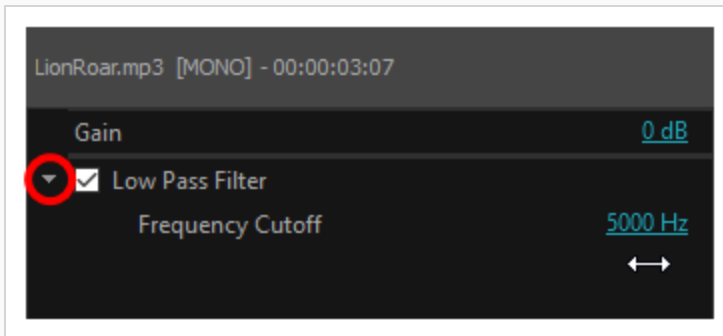 LionRoar.mp3 [MONO] - 00:00:03:07
Gain 0 dB
Low Pass Filter
Frequency Cutoff 5000 Hz